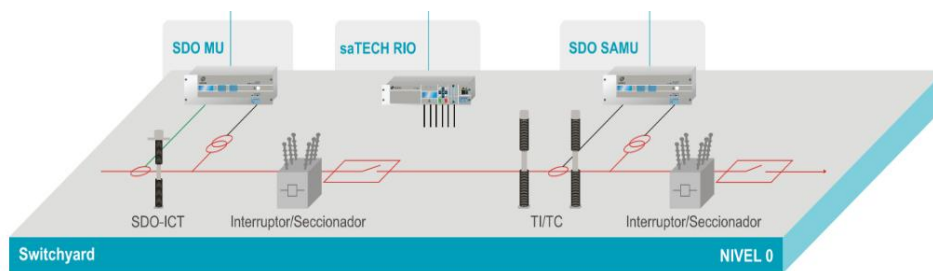 SDO MU
saTECH RIO
SDO SAMU
SDO-ICT
Interruptor/Seccionador
TI/TC
Interruptor/Seccionador
Switchyard
NIVEL 0